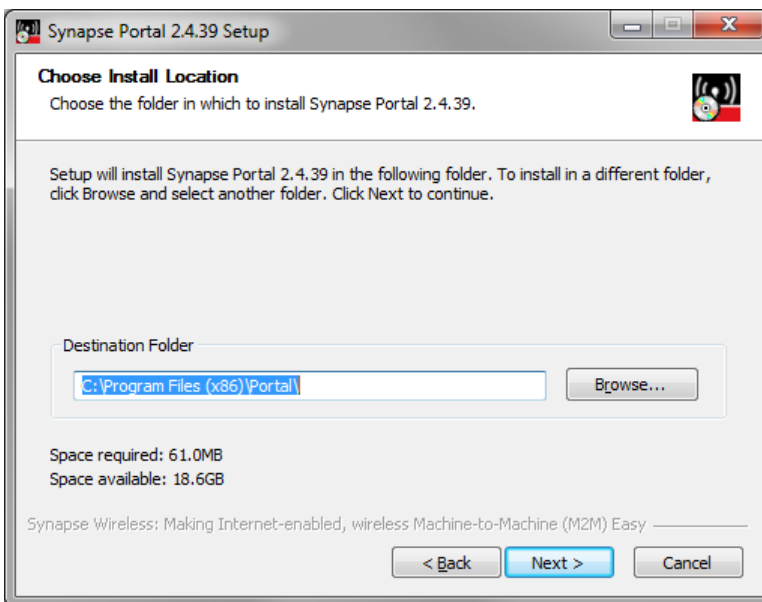 Synapse Portal 2.4.39 Setup
Choose Install Location
Choose the folder in which to install Synapse Portal 2.4.39.
Setup will install Synapse Portal 2.4.39 in the following folder. To install in a different folder,
click Browse and select another folder. Click Next to continue.
Destination Folder
C:\Program Files (x86)\Portal\
Browse...
Space required: 61.0MB
Space available: 18.6GB
Synapse Wireless: Making Internet-enabled, wireless Machine-to-Machine (M2M) Easy
< Back
Next >
Cancel